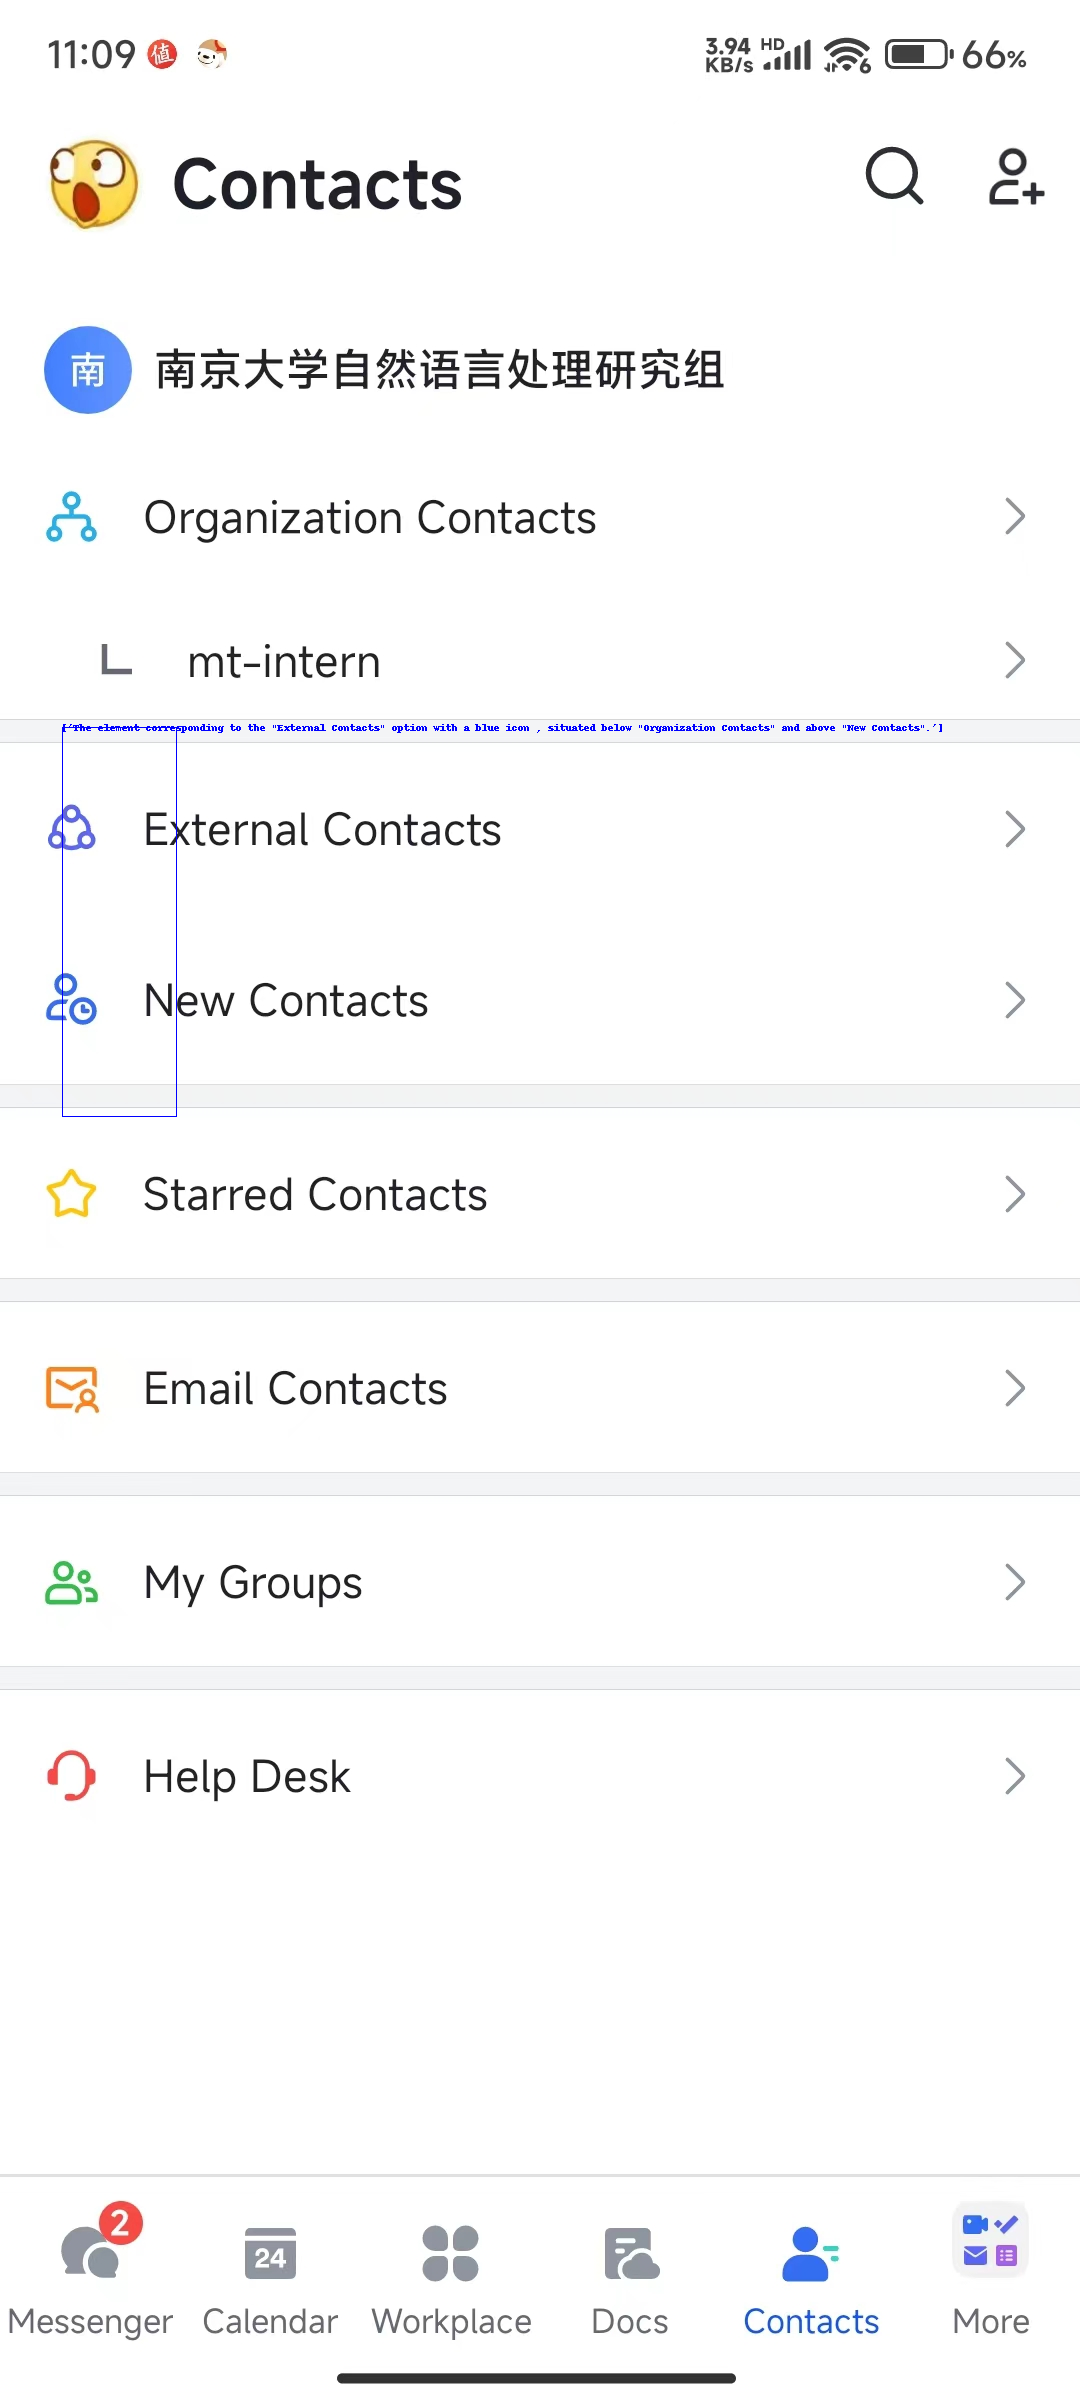 11:09 值 3.94 KB/s HD 6 66%
Contacts
南 南京大学自然语言处理研究组
Organization Contacts
mt-intern
['The element corresponding to the "External Contacts" option with a blue icon , situated below "Organization Contacts" and above "New Contacts".']
External Contacts
New Contacts
Starred Contacts
Email Contacts
My Groups
Help Desk
2
24
Messenger Calendar Workplace Docs Contacts More